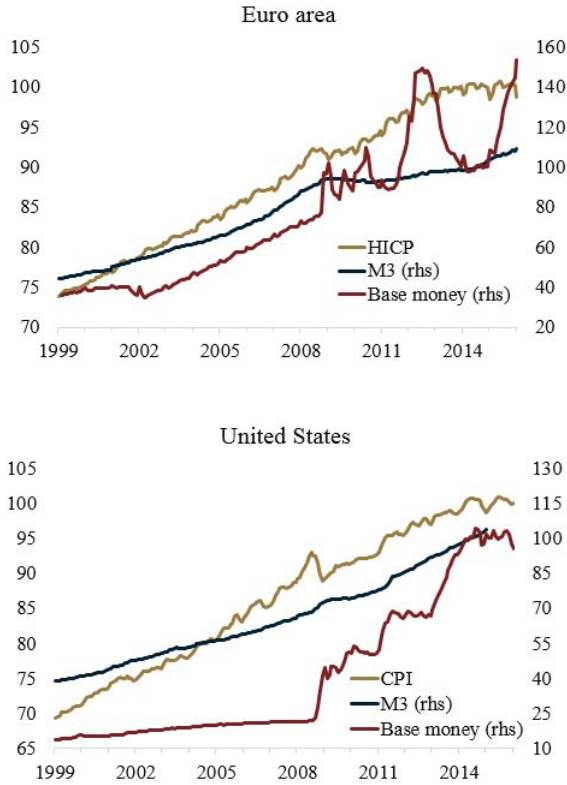 Euro area
105 160
100 140
95 120
90 100
85 80
80 60
75 40
70 20
HICP
M3 (rhs)
Base money (rhs)
1999 2002 2005 2008 2011 2014
United States
105 130
100 115
95 100
90 85
85 70
80 55
75 40
70 25
65 10
CPI
M3 (rhs)
Base money (rhs)
1999 2002 2005 2008 2011 2014